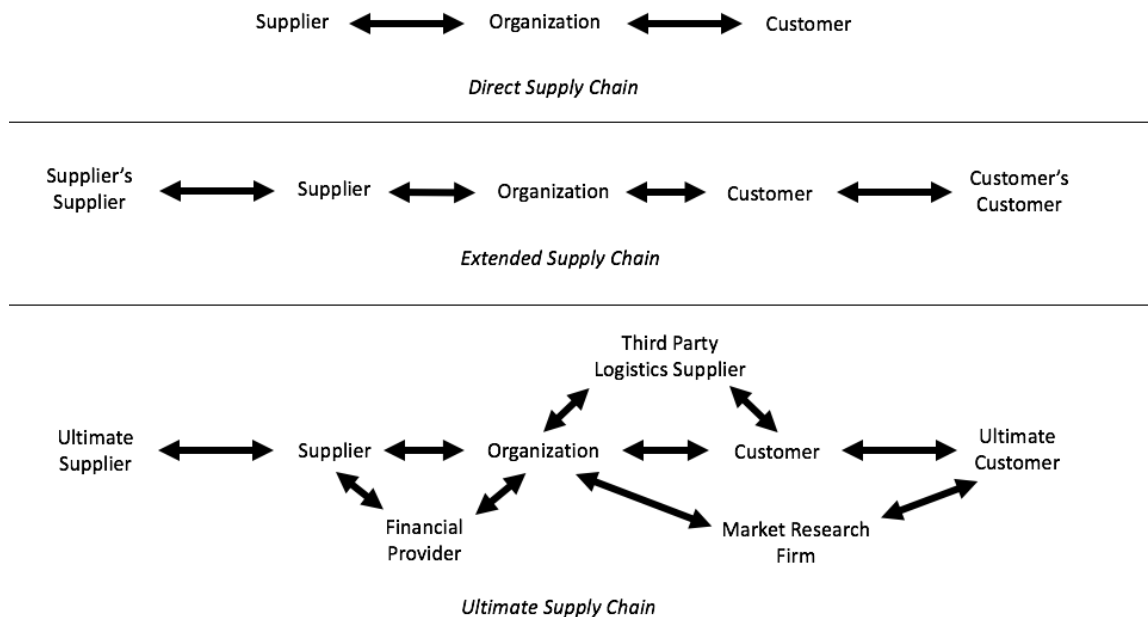 Supplier Organization Customer
Direct Supply Chain
Supplier’s
Supplier
Supplier Organization Customer
Customer’s
Customer
Extended Supply Chain
Third Party
Logistics Supplier
Ultimate
Supplier
Supplier Organization Customer
Ultimate
Customer
Financial
Provider
Market Research
Firm
Ultimate Supply Chain